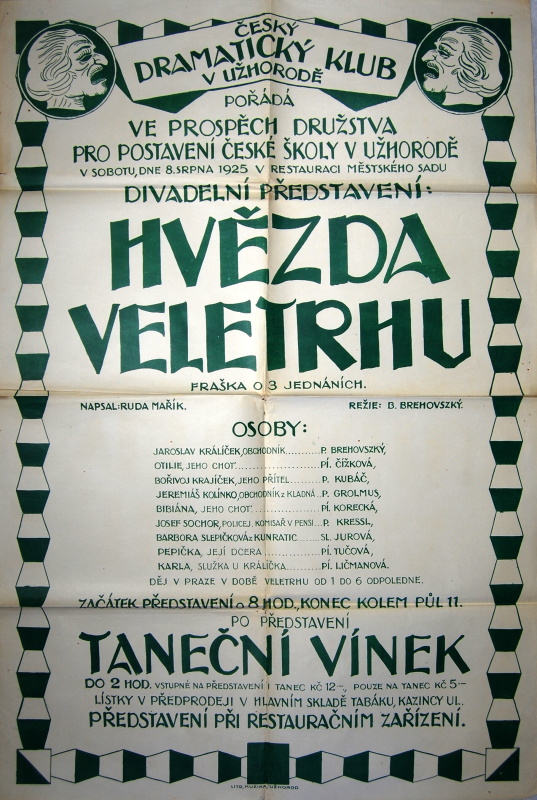 ČESKÝ
DRAMATICKÝ KLUB
V UŽHORODĚ
POŘÁDÁ
VE PROSPĚCH DRUŽSTVA
PRO POSTAVENÍ ČESKÉ ŠKOLY V UŽHORODĚ
V SOBOTU, DNE 8. SRPNA 1925 V RESTAURACI MĚSTSKÉHO SADU
DIVADELNÍ PŘEDSTAVENÍ:
HVĚZDA
VELETRHU
FRAŠKA O 3 JEDNÁNÍCH.
NAPSAL: RUDA MAŘÍK. REŽIE: B. BREHOVSZKÝ.
OSOBY:
JAROSLAV KRÁLÍČEK, OBCHODNÍK..........P. BREHOVSZKÝ,
OTILIE, JEHO CHOŤ....................PÍ. ČÍŽKOVÁ,
BOŘIVOJ KRAJÍČEK, JEHO PŘÍTEL.......P. KUBÁČ,
JEREMIÁŠ KOLÍNKO, OBCHODNÍK Z KLADNA..P. GROLMUS,
BIBIÁNA, JEHO CHOŤ..................PÍ. KORECKÁ,
JOSEF SOCHOR, POLICEJ. KOMISAŘ V PENSI..P. KRESSL,
BARBORA SLEPIČKOVÁ Z KUNRATIC......SL. JUROVÁ,
PEPIČKA, JEJÍ DCERA.................PÍ. TUČOVÁ,
KARLA, SLUŽKA U KRÁLÍČKA...........PÍ. LIČMANOVÁ.
DĚJ V PRAZE V DOBĚ VELETRHU OD 1 DO 6 ODPOLEDNE.
ZAČÁTEK PŘEDSTAVENÍ O 8 HOD., KONEC KOLEM PŮL 11.
PO PŘEDSTAVENÍ
TANEČNÍ VÍNEK
DO 2 HOD. VSTUPNÉ NA PŘEDSTAVENÍ I TANEC KČ 12–, POUZE NA TANEC KČ 5–
LÍSTKY V PŘEDPRODEJI V HLAVNÍM SKLADĚ TABÁKU, KAZINCY UL.
PŘEDSTAVENÍ PŘI RESTAURAČNÍM ZAŘÍZENÍ.
LITO, MUZIKA, UŽHOROD